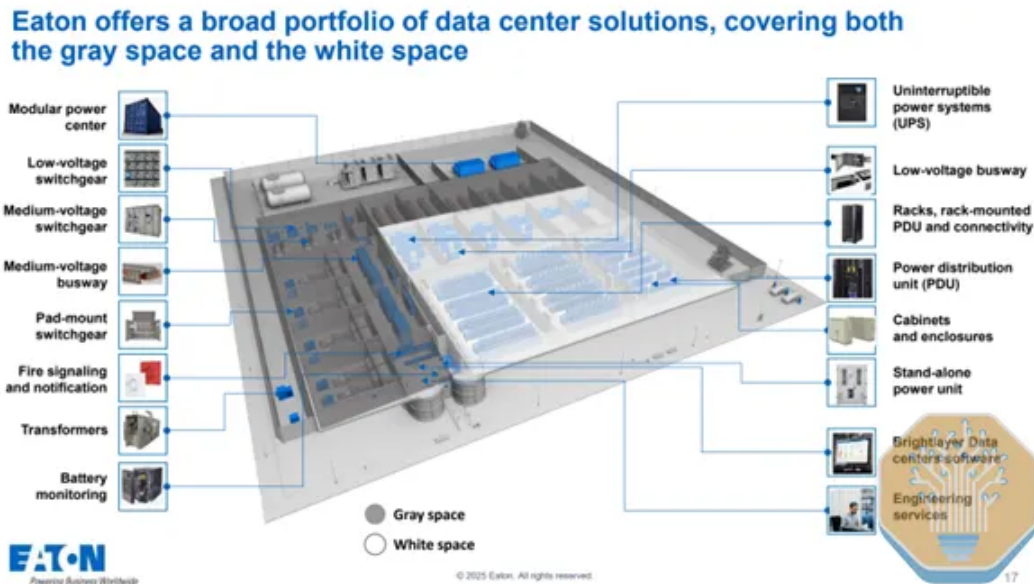 Eaton offers a broad portfolio of data center solutions, covering both
the gray space and the white space
Modular power
center
Low-voltage
switchgear
Medium-voltage
switchgear
Medium-voltage
busway
Pad-mount
switchgear
Fire signaling
and notification
Transformers
Battery
monitoring
Uninterruptible
power systems
(UPS)
Low-voltage busway
Racks, rack-mounted
PDU and connectivity
Power distribution
unit (PDU)
Cabinets
and enclosures
Stand-alone
power unit
Brightlayer Data
centers software
Engineering
services
Gray space
White space
EATON
Powering Business Worldwide
© 2025 Eaton. All rights reserved.
17